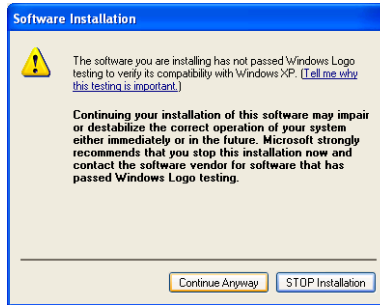 Software Installation
The software you are installing has not passed Windows Logo
testing to verify its compatibility with Windows XP. (Tell me why
this testing is important.)
Continuing your installation of this software may impair
or destabilize the correct operation of your system
either immediately or in the future. Microsoft strongly
recommends that you stop this installation now and
contact the software vendor for software that has
passed Windows Logo testing.
Continue Anyway
STOP Installation